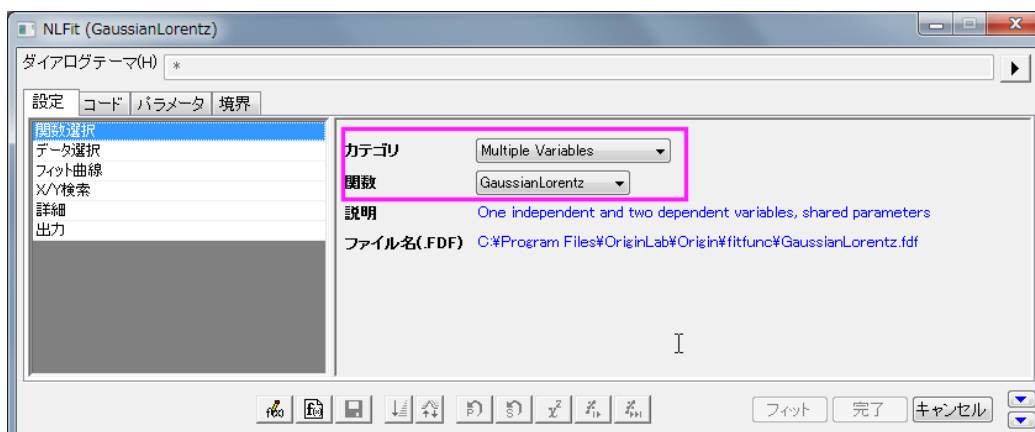 NLFit (GaussianLorentz)
ダイアログテーマ(H) *
設定 コード パラメータ 境界
関数選択
データ選択
フィット曲線
X/Y検索
詳細
出力
カテゴリ Multiple Variables
関数 GaussianLorentz
説明 One independent and two dependent variables, shared parameters
ファイル名(.FDF) C:¥Program Files¥OriginLab¥Origin¥fitfunc¥GaussianLorentz.fdf
フィット 完了 キャンセル